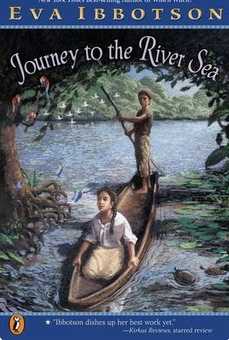 New York Times Best-selling Author of Which Witch?
EVA IBBOTSON
Journey to the River Sea
★ "Ibbotson dishes up her best work yet."
—Kirkus Reviews, starred review